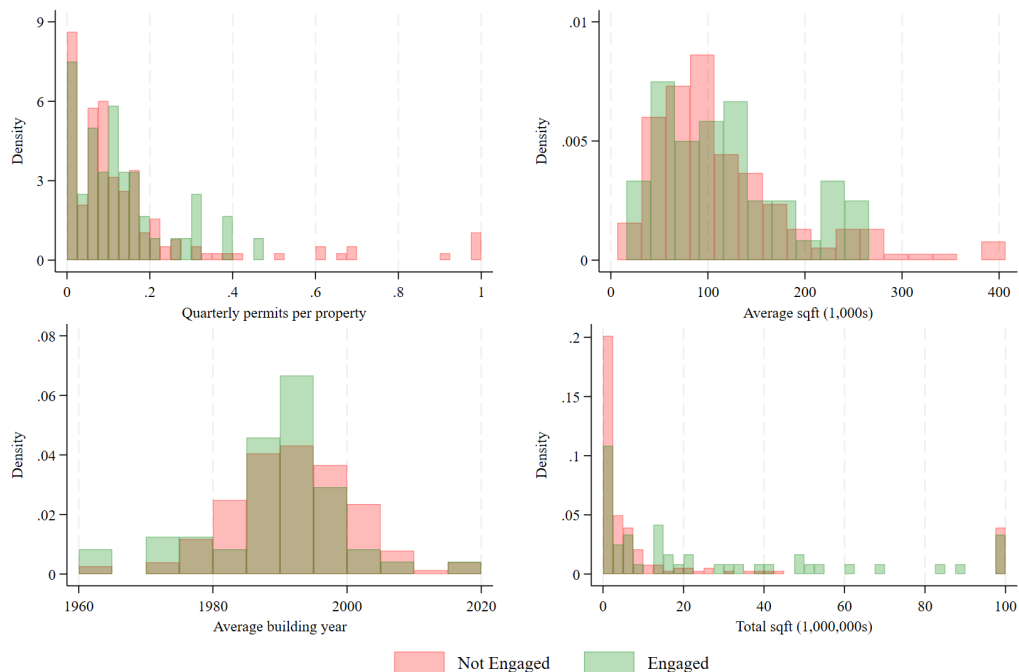 9
6
3
0
Density
0 .2 .4 .6 .8 1
Quarterly permits per property
.01
.005
0
Density
0 100 200 300 400
Average sqft (1,000s)
.08
.06
.04
.02
0
Density
1960 1980 2000 2020
Average building year
.2
.15
.1
.05
0
Density
0 20 40 60 80 100
Total sqft (1,000,000s)
Not Engaged Engaged